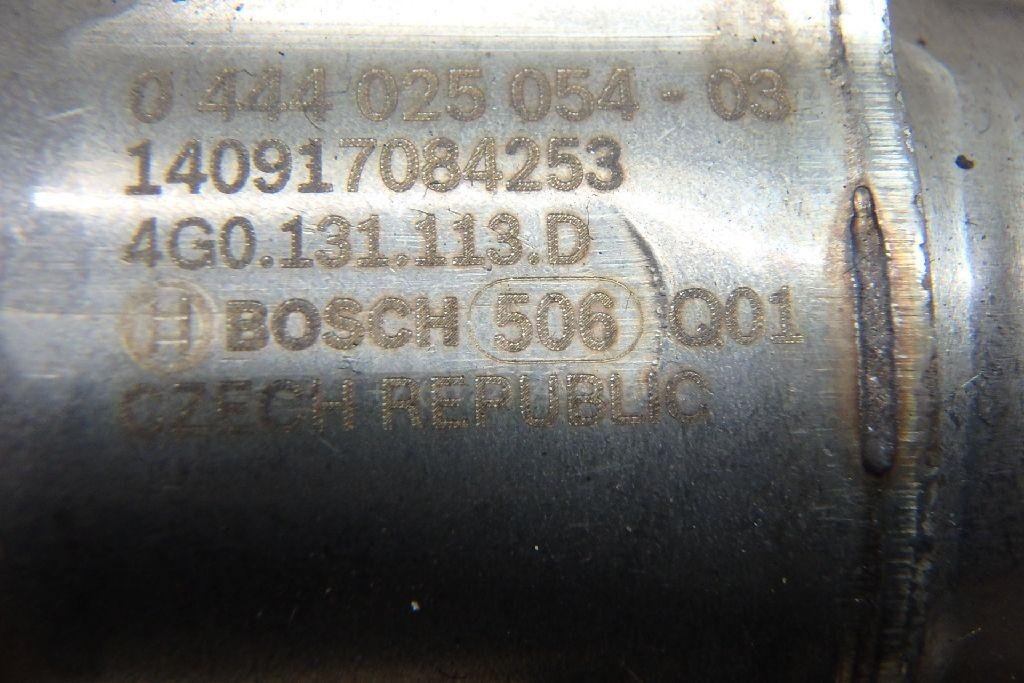 0 444 025 054 - 03
140917084253
4G0.131.113.D
BOSCH 506 Q01
CZECH REPUBLIC